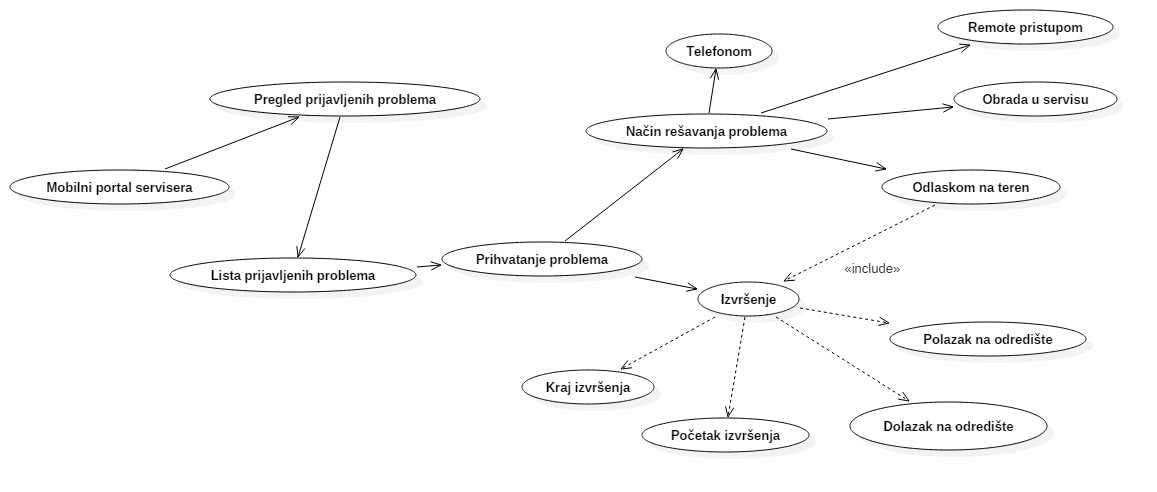 Remote pristupom
Telefonom
Pregled prijavljenih problema
Obrada u servisu
Način rešavanja problema
Mobilni portal servisera
Odlaskom na teren
Prihvatanje problema
Lista prijavljenih problema
«include»
Izvršenje
Polazak na odredište
Kraj izvršenja
Dolazak na odredište
Početak izvršenja